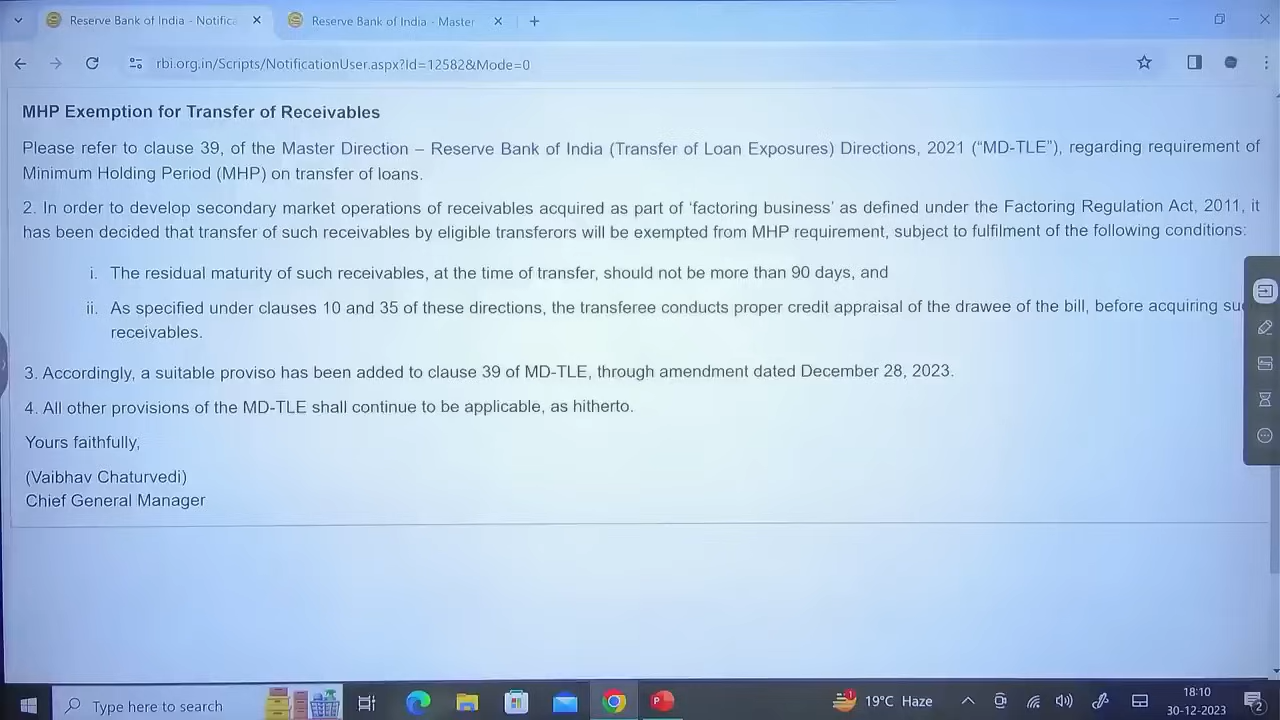 Reserve Bank of India - Notifica
Reserve Bank of India - Master
rbi.org.in/Scripts/NotificationUser.aspx?Id=12582&Mode=0
MHP Exemption for Transfer of Receivables
Please refer to clause 39, of the Master Direction – Reserve Bank of India (Transfer of Loan Exposures) Directions, 2021 (“MD-TLE”), regarding requirement of
Minimum Holding Period (MHP) on transfer of loans.
2. In order to develop secondary market operations of receivables acquired as part of ‘factoring business’ as defined under the Factoring Regulation Act, 2011, it
has been decided that transfer of such receivables by eligible transferors will be exempted from MHP requirement, subject to fulfilment of the following conditions:
i. The residual maturity of such receivables, at the time of transfer, should not be more than 90 days, and
ii. As specified under clauses 10 and 35 of these directions, the transferee conducts proper credit appraisal of the drawee of the bill, before acquiring su
receivables.
3. Accordingly, a suitable proviso has been added to clause 39 of MD-TLE, through amendment dated December 28, 2023.
4. All other provisions of the MD-TLE shall continue to be applicable, as hitherto.
Yours faithfully,
(Vaibhav Chaturvedi)
Chief General Manager
Type here to search
1
P
19°C Haze
18:10
30-12-2023
2